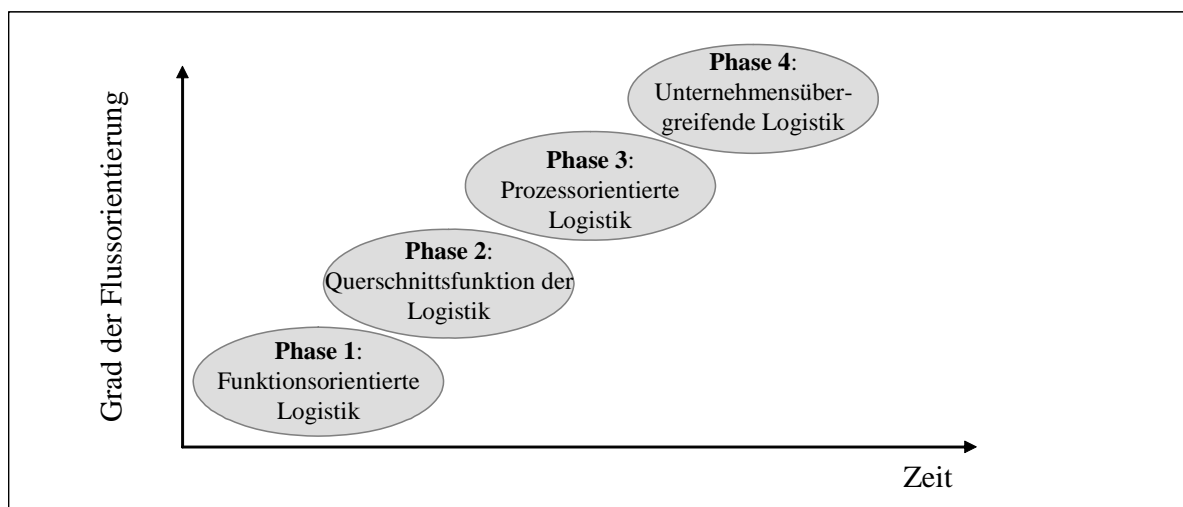 Grad der Flussorientierung
Phase 4:
Unternehmensüber-
greifende Logistik
Phase 3:
Prozessorientierte
Logistik
Phase 2:
Querschnittsfunktion der
Logistik
Phase 1:
Funktionsorientierte
Logistik
Zeit